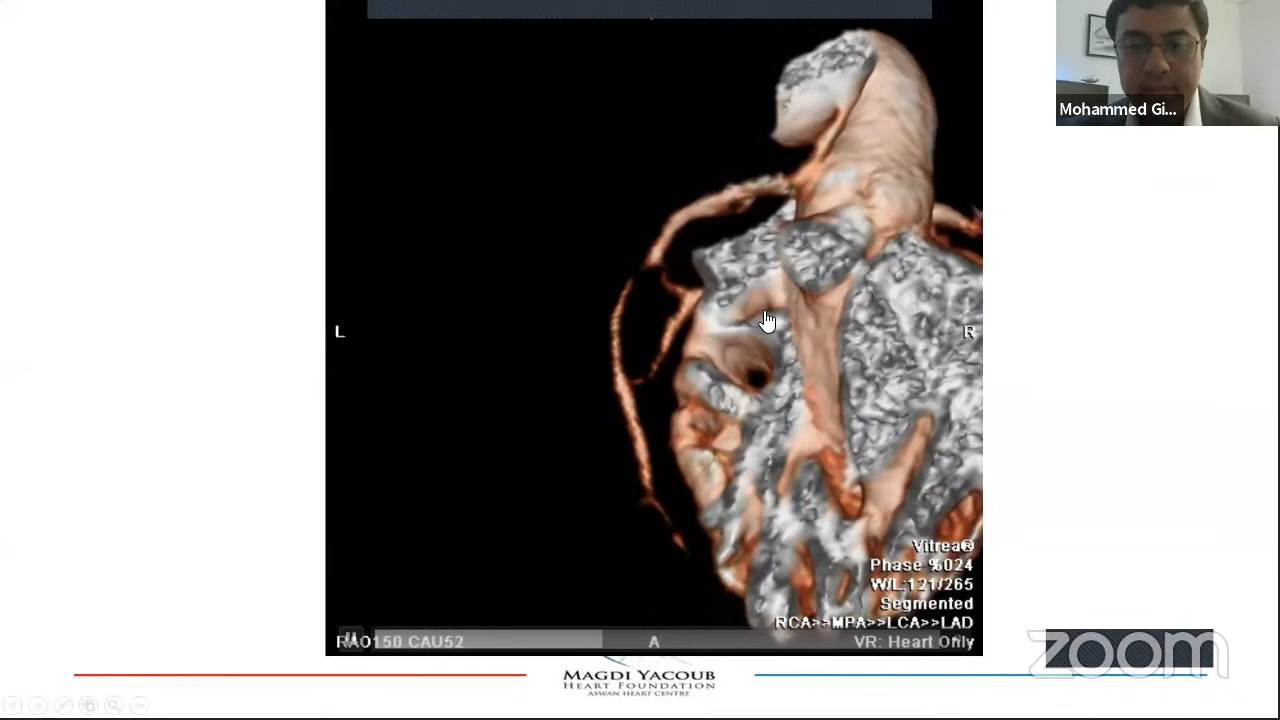 Mohammed Gi...
L
R
Vitrea®
Phase %024
W/L:121/265
Segmented
RCA>>MPA>>LCA>>LAD
RAO150 CAU52
A
VR: Heart Only
zoom
MAGDI YACOUB
HEART FOUNDATION
ASWAN HEART CENTRE